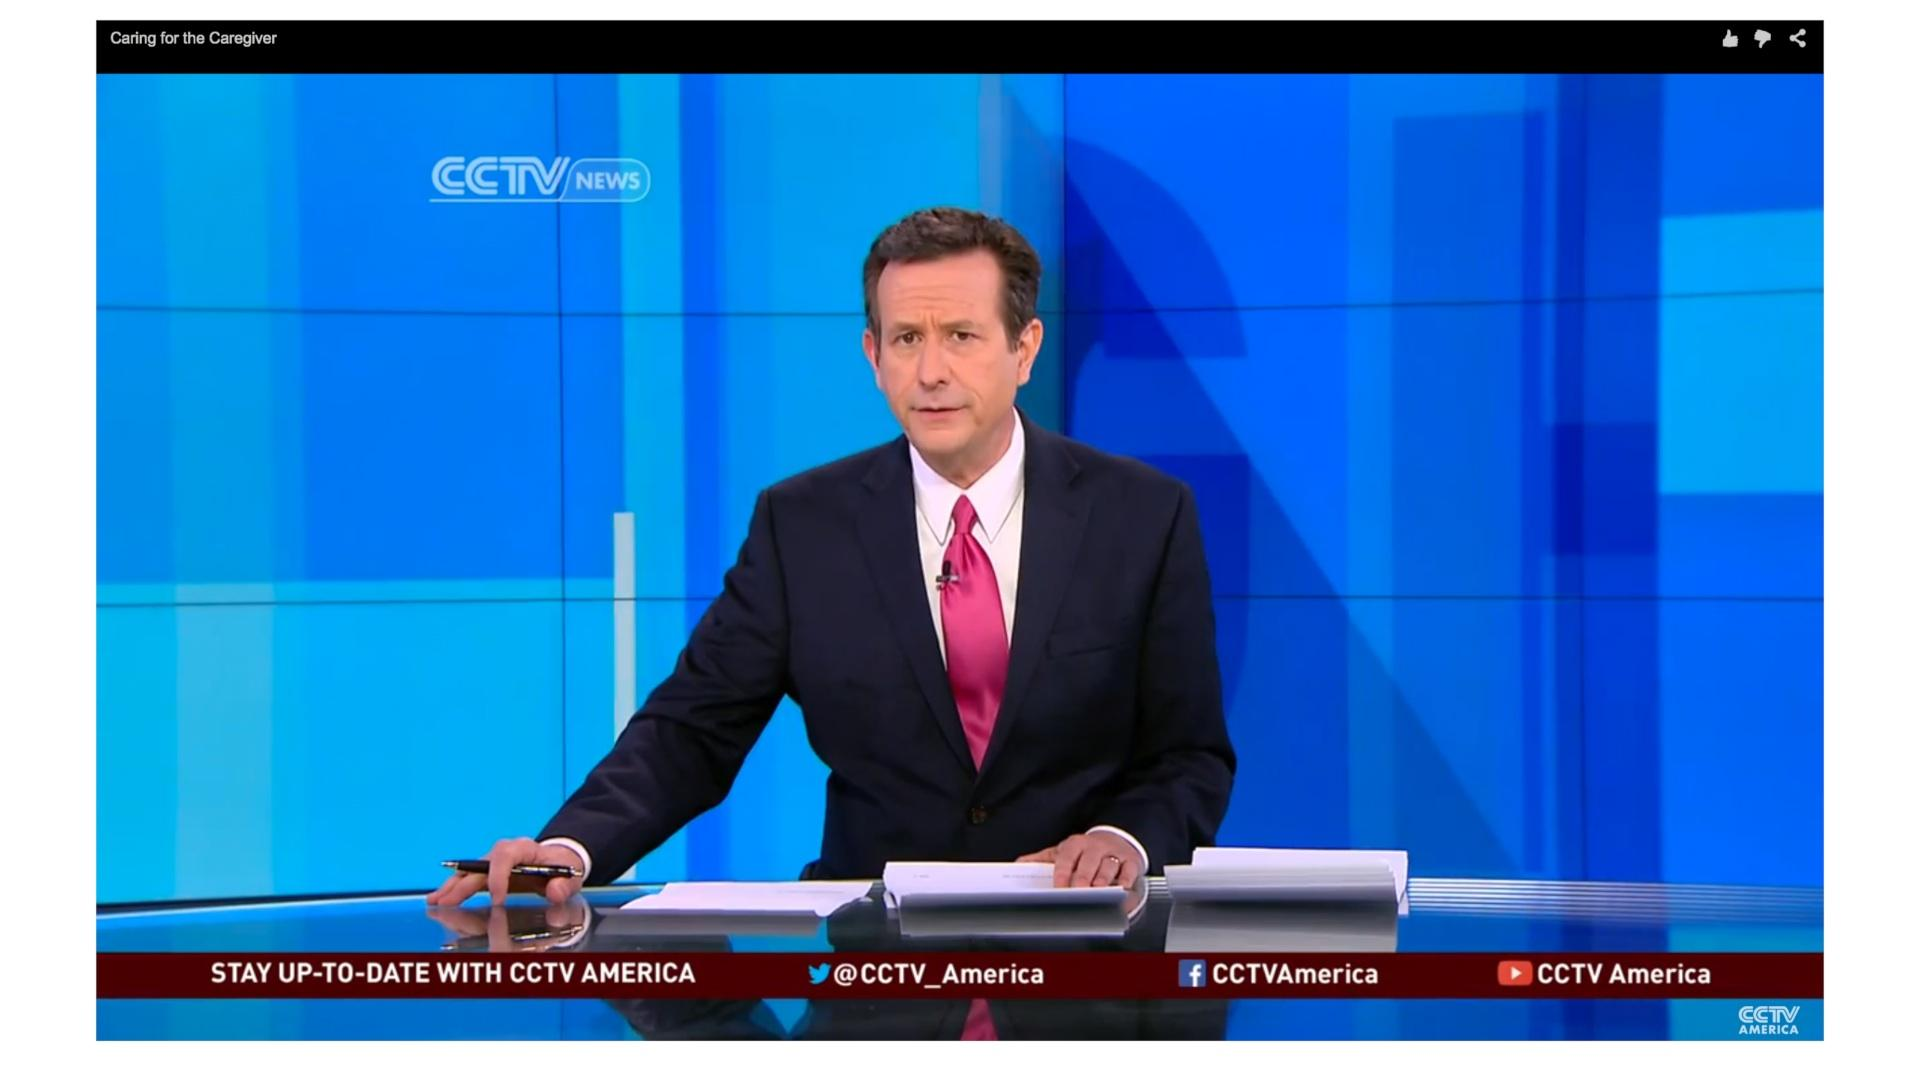 Caring for the Caregiver
CCTV NEWS
STAY UP-TO-DATE WITH CCTV AMERICA @CCTV_America CCTVAmerica CCTV America
CCTV
AMERICA